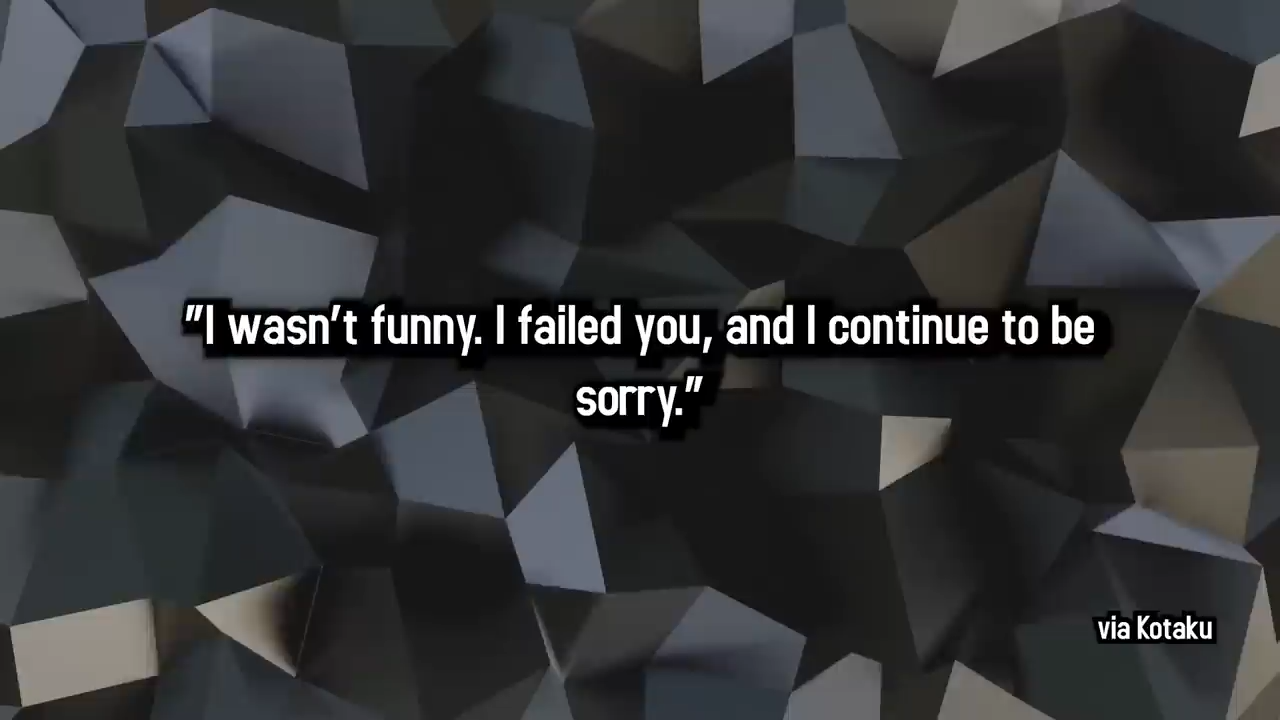 "I wasn't funny. I failed you, and I continue to be
sorry."
via Kotaku